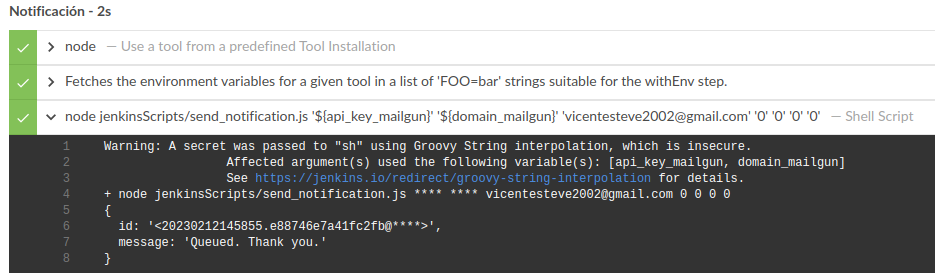 Notificación - 2s
node — Use a tool from a predefined Tool Installation
Fetches the environment variables for a given tool in a list of 'FOO=bar' strings suitable for the withEnv step.
node jenkinsScripts/send_notification.js '${api_key_mailgun}' '${domain_mailgun}' 'vicentesteve2002@gmail.com' '0' '0' '0' '0' — Shell Script
1 Warning: A secret was passed to "sh" using Groovy String interpolation, which is insecure.
2 Affected argument(s) used the following variable(s): [api_key_mailgun, domain_mailgun]
3 See https://jenkins.io/redirect/groovy-string-interpolation for details.
4 + node jenkinsScripts/send_notification.js **** **** vicentesteve2002@gmail.com 0 0 0 0
5 {
6 id: '<20230212145855.e88746e7a41fc2fb@****>',
7 message: 'Queued. Thank you.'
8 }